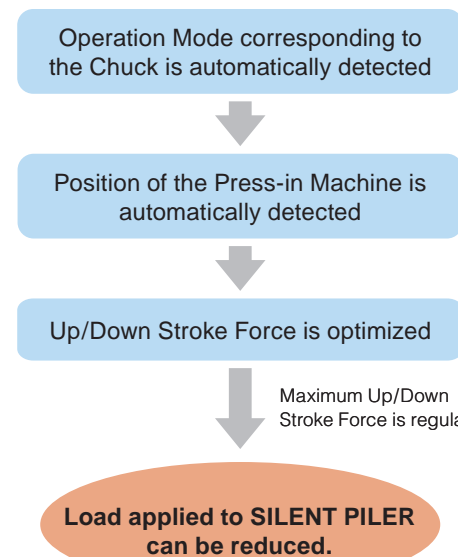 Operation Mode corresponding to
the Chuck is automatically detected
Position of the Press-in Machine is
automatically detected
Up/Down Stroke Force is optimized
Maximum Up/Down
Stroke Force is
Load applied to SILENT PILER
can be reduced.